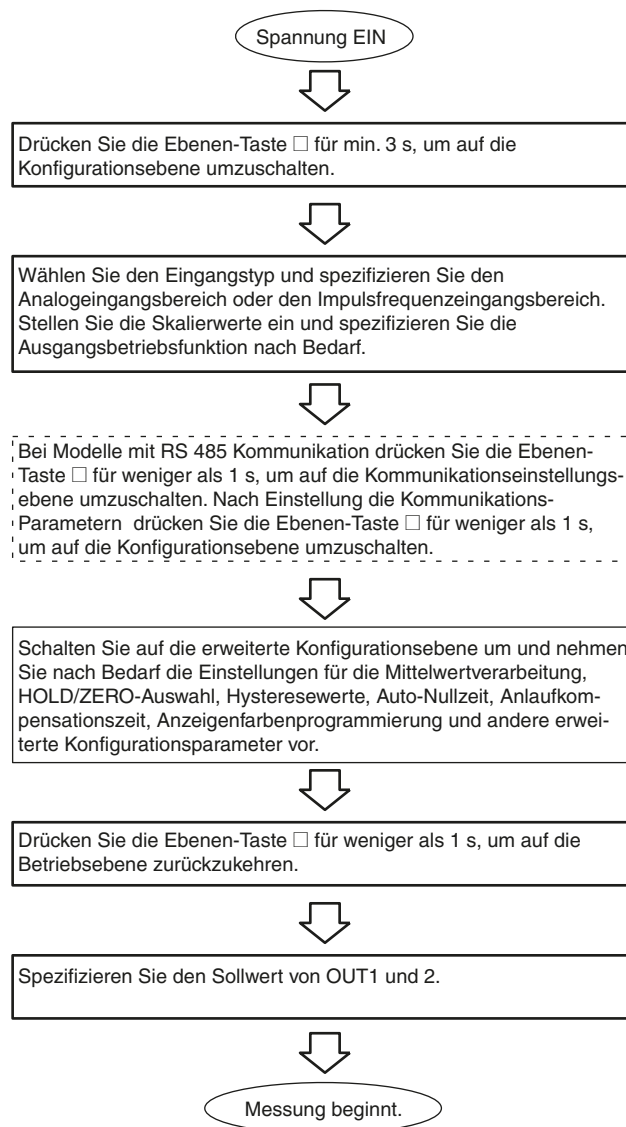 Spannung EIN
Drücken Sie die Ebenen-Taste □ für min. 3 s, um auf die
Konfigurationsebene umzuschalten.
Wählen Sie den Eingangstyp und spezifizieren Sie den
Analogeingangsbereich oder den Impulsfrequenzeingangsbereich.
Stellen Sie die Skalierwerte ein und spezifizieren Sie die
Ausgangsbetriebsfunktion nach Bedarf.
Bei Modelle mit RS 485 Kommunikation drücken Sie die Ebenen-
Taste □ für weniger als 1 s, um auf die Kommunikationseinstellungs-
ebene umzuschalten. Nach Einstellung die Kommunikations-
Parametern drücken Sie die Ebenen-Taste □ für weniger als 1 s,
um auf die Konfigurationsebene umzuschalten.
Schalten Sie auf die erweiterte Konfigurationsebene um und nehmen
Sie nach Bedarf die Einstellungen für die Mittelwertverarbeitung,
HOLD/ZERO-Auswahl, Hysteresewerte, Auto-Nullzeit, Anlaufkom-
pensationszeit, Anzeigenfarbenprogrammierung und andere erwei-
terte Konfigurationsparameter vor.
Drücken Sie die Ebenen-Taste □ für weniger als 1 s, um auf die
Betriebsebene zurückzukehren.
Spezifizieren Sie den Sollwert von OUT1 und 2.
Messung beginnt.